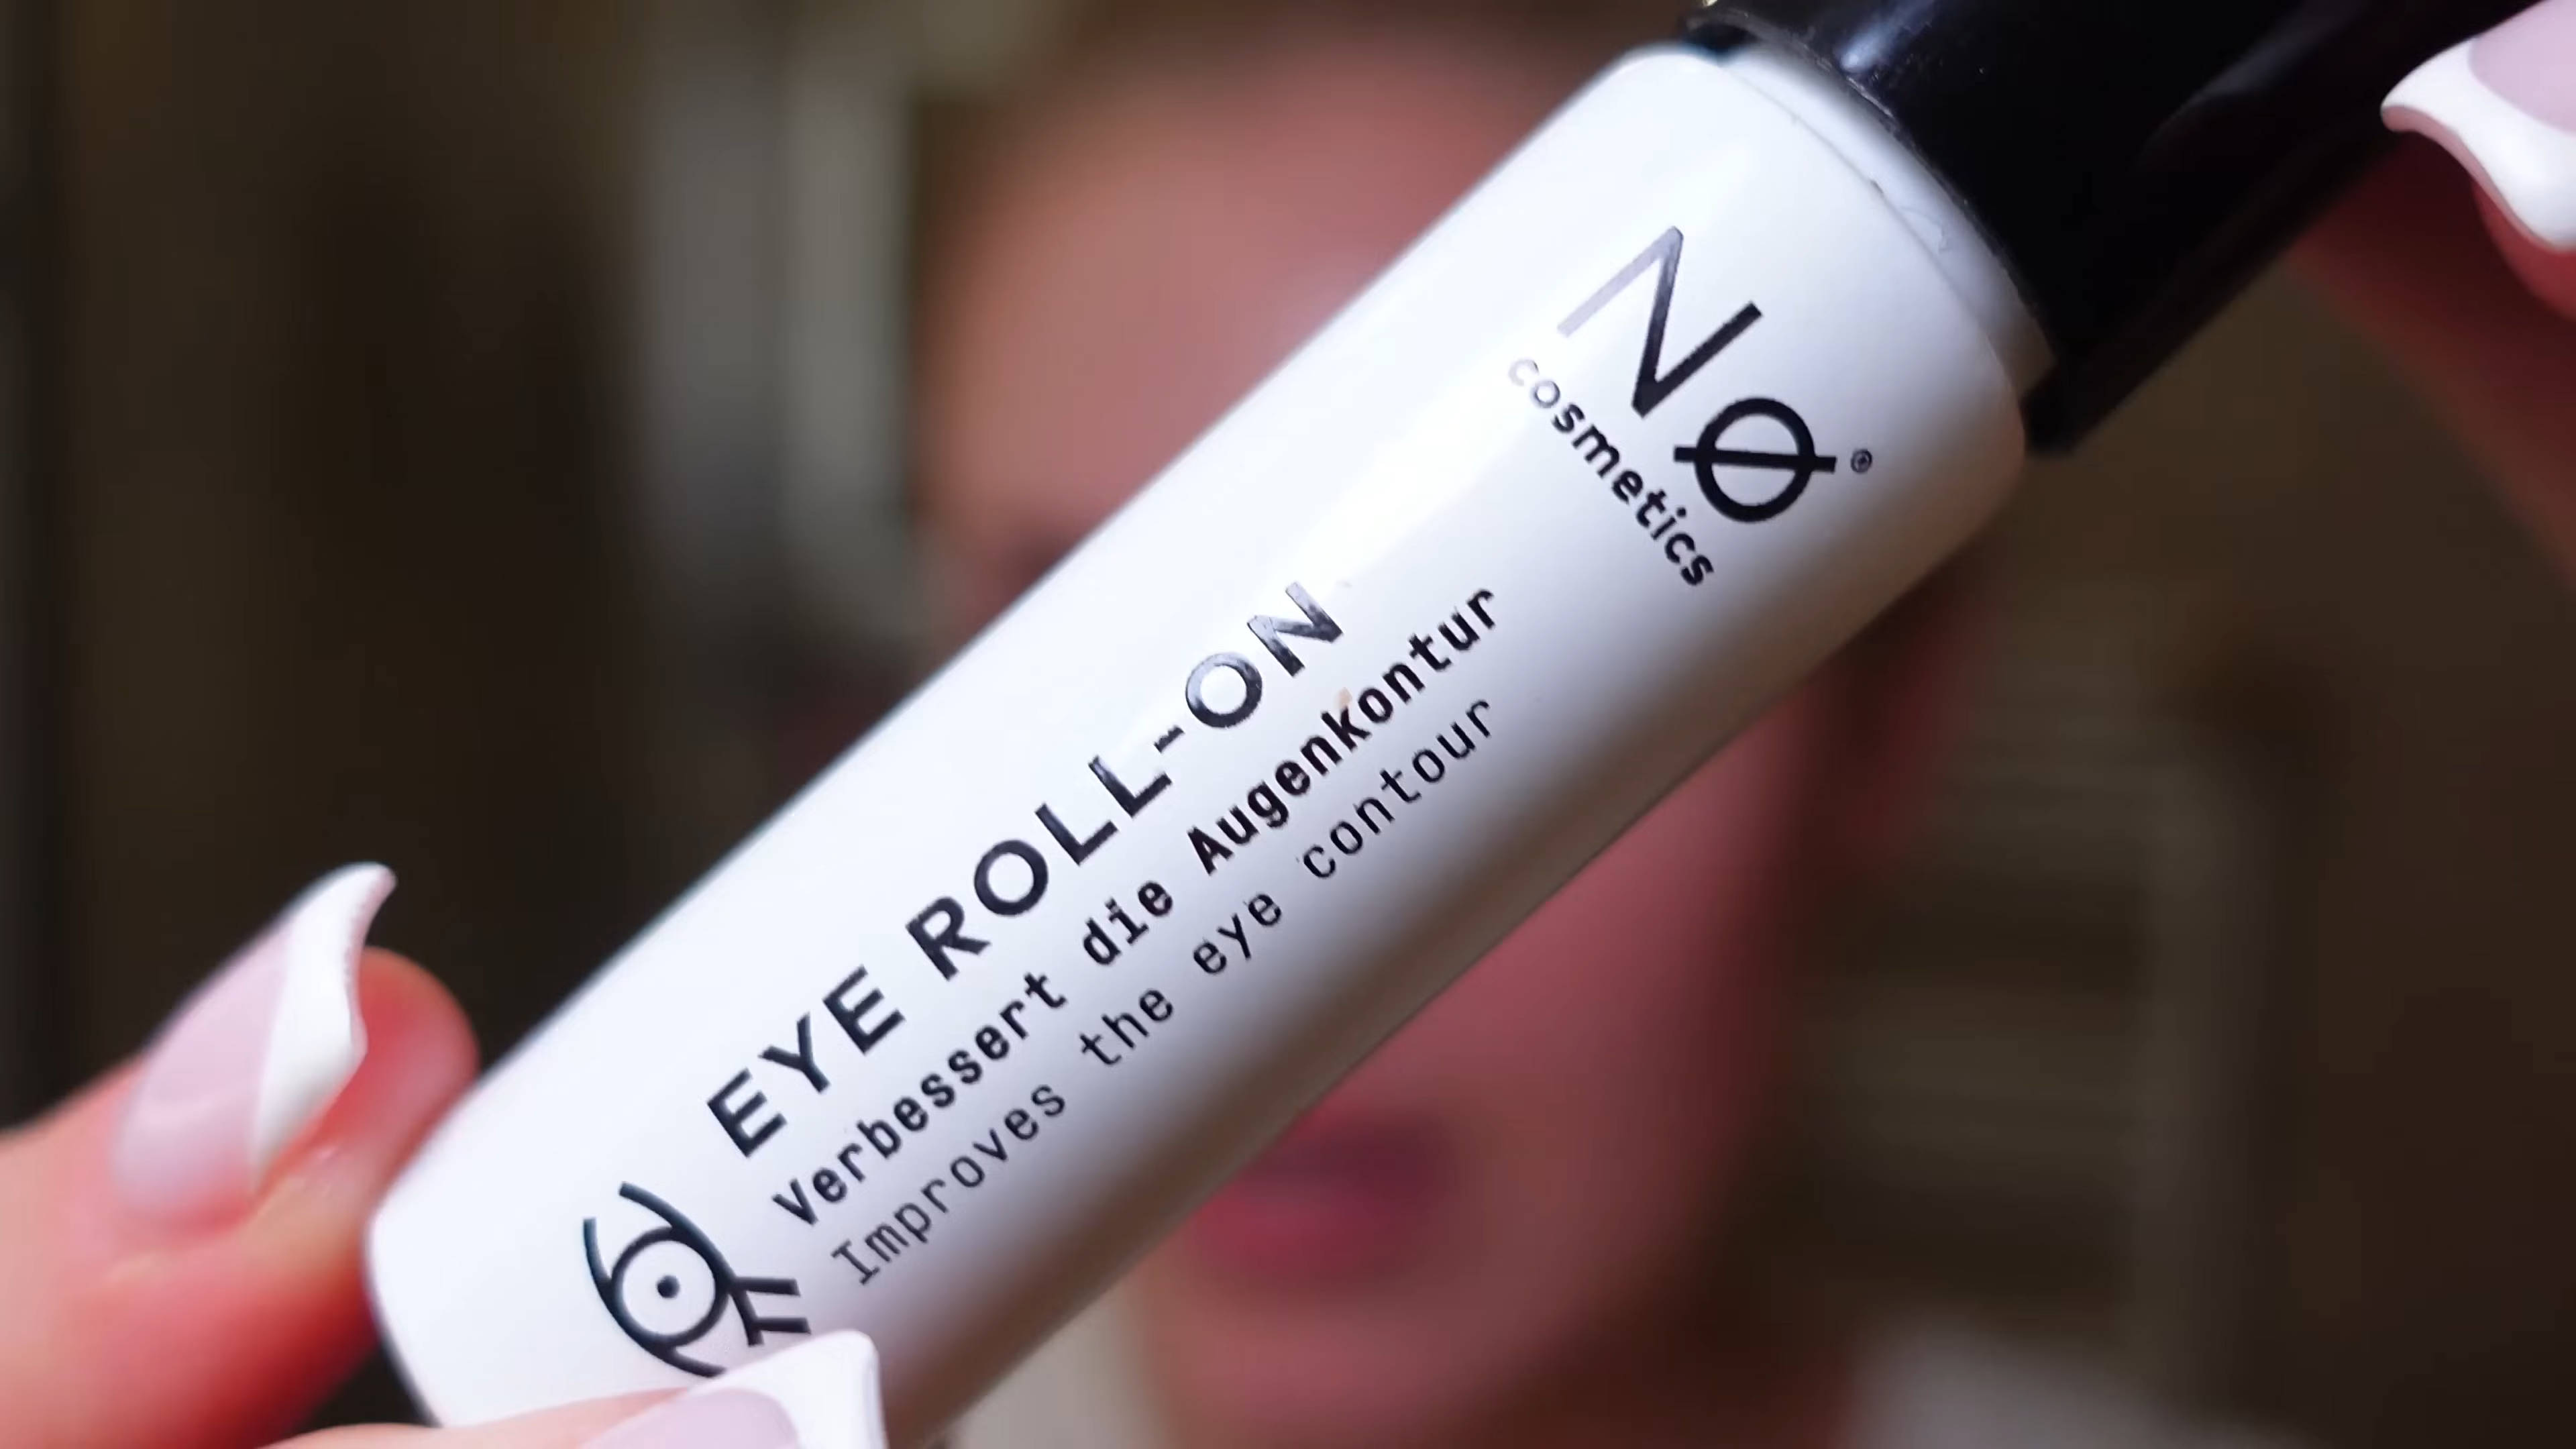 NØ®
cosmetics
EYE ROLL-ON
Verbessert die Augenkontur
Improves the eye contour